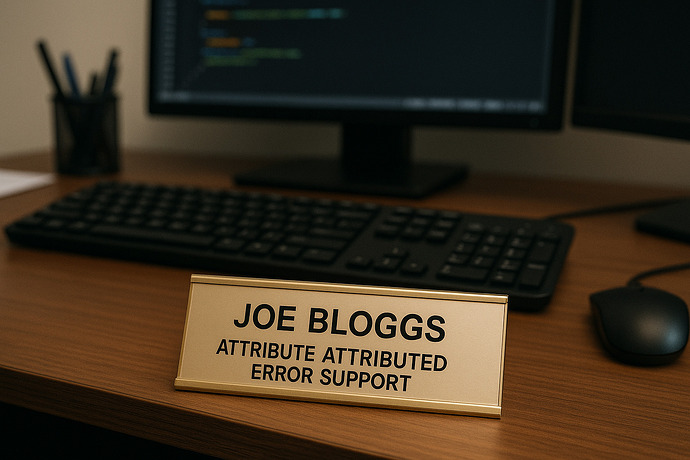 JOE BLOGGS
ATTRIBUTE ATTRIBUTED
ERROR SUPPORT